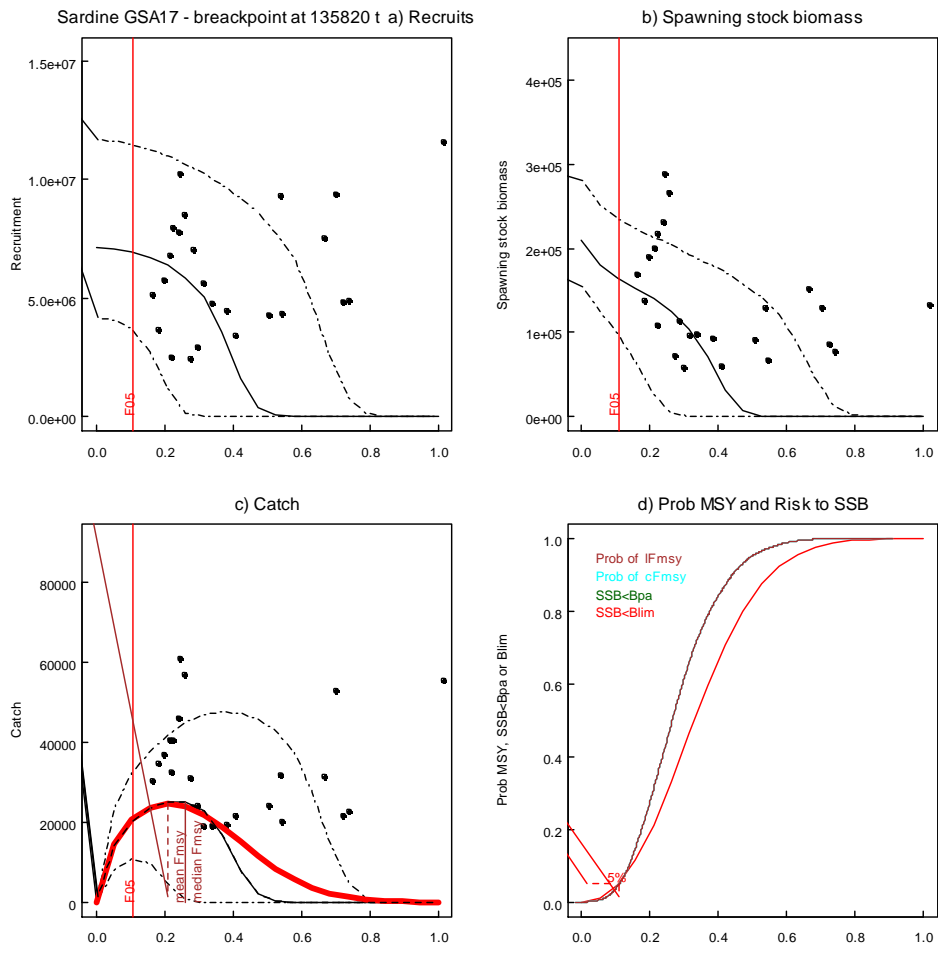 Sardine GSA17 - breackpoint at 135820 t a) Recruits
Recruitment
1.5e+07
1.0e+07
5.0e+06
0.0e+00
F05
0.0 0.2 0.4 0.6 0.8 1.0
b) Spawning stock biomass
Spawning stock biomass
4e+05
3e+05
2e+05
1e+05
0e+00
F05
0.0 0.2 0.4 0.6 0.8 1.0
c) Catch
Catch
80000
60000
40000
20000
0
F05
mean Fmsy
median Fmsy
0.0 0.2 0.4 0.6 0.8 1.0
d) Prob MSY and Risk to SSB
Prob MSY, SSB<Bpa or Blim
1.0
0.8
0.6
0.4
0.2
0.0
Prob of lFmsy
Prob of cFmsy
SSB<Bpa
SSB<Blim
5%
0.0 0.2 0.4 0.6 0.8 1.0